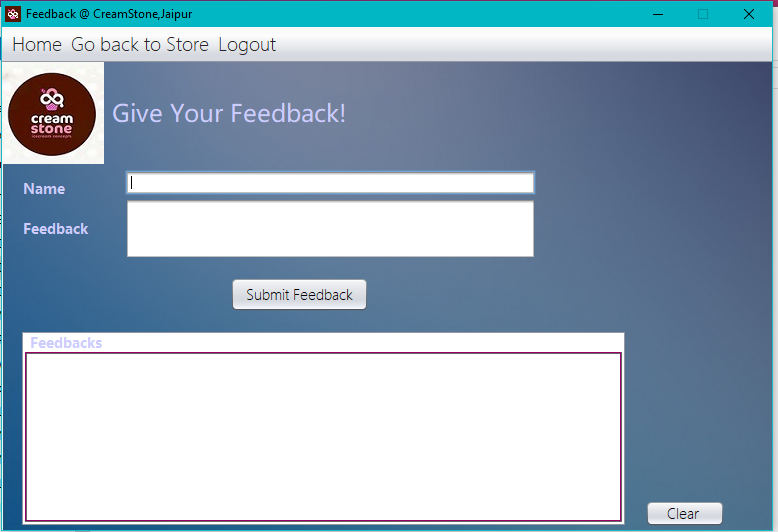 Feedback @ CreamStone,Jaipur
Home Go back to Store Logout
cream
stone
icecream concepts
Give Your Feedback!
Name
Feedback
Submit Feedback
Feedbacks
Clear